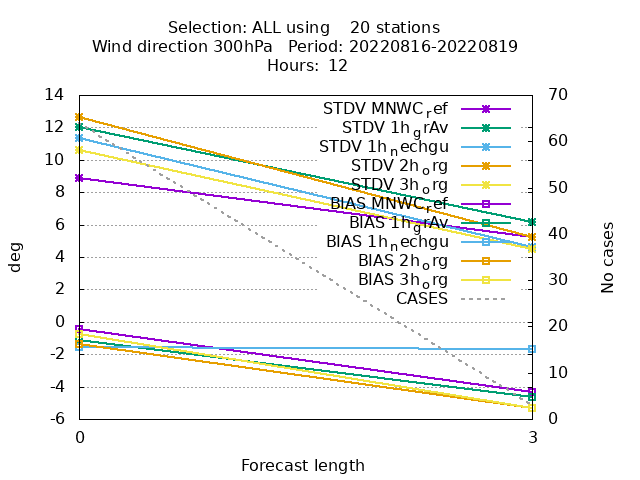 Selection: ALL using    20 stations
Wind direction 300hPa   Period: 20220816-20220819
Hours: 12
14
12
10
8
6
4
2
0
-2
-4
-6
70
60
50
40
30
20
10
0
deg
No cases
STDV MNWC_ref
STDV 1h_grAv
STDV 1h_nechgu
STDV 2h_org
STDV 3h_org
BIAS MNWC_ref
BIAS 1h_grAv
BIAS 1h_nechgu
BIAS 2h_org
BIAS 3h_org
CASES
0
3
Forecast length